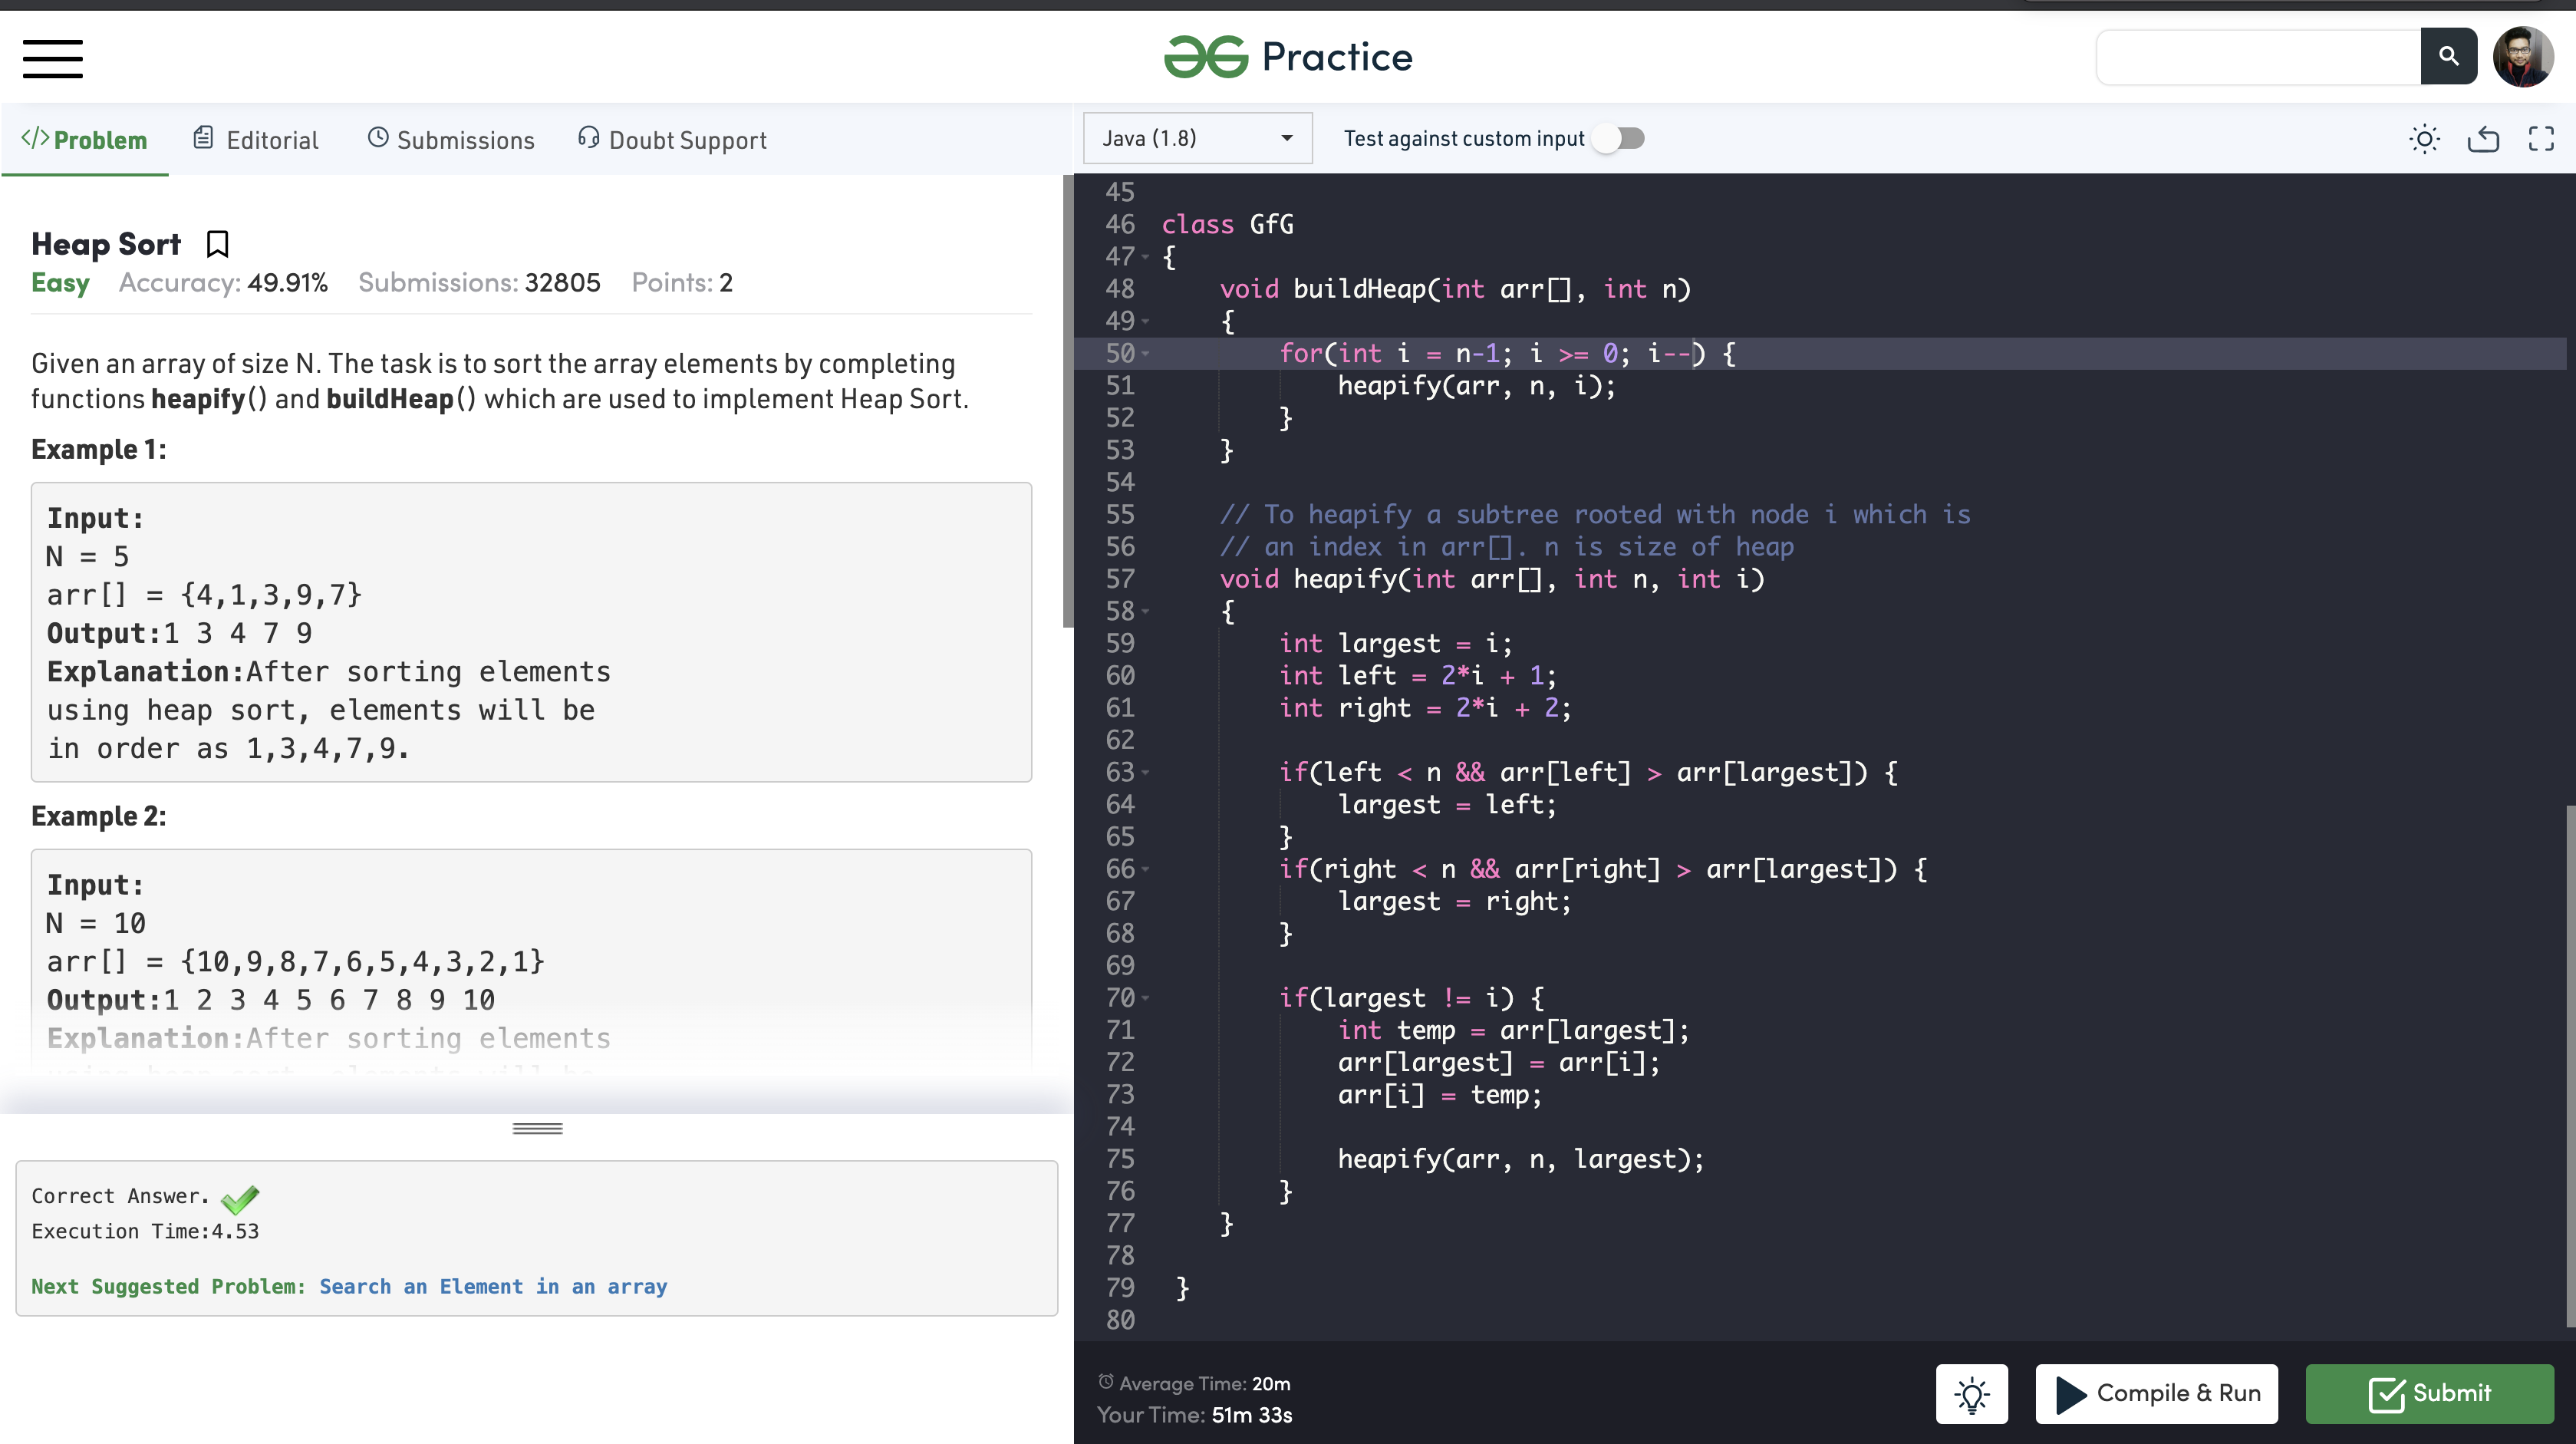 Practice
</> Problem
Editorial
Submissions
Doubt Support
Java (1.8)
Test against custom input
Heap Sort
Easy Accuracy: 49.91% Submissions: 32805 Points: 2
Given an array of size N. The task is to sort the array elements by completing
functions heapify() and buildHeap() which are used to implement Heap Sort.
Example 1:
Input:
N = 5
arr[] = {4,1,3,9,7}
Output:1 3 4 7 9
Explanation:After sorting elements
using heap sort, elements will be
in order as 1,3,4,7,9.
Example 2:
Input:
N = 10
arr[] = {10,9,8,7,6,5,4,3,2,1}
Output:1 2 3 4 5 6 7 8 9 10
Explanation:After sorting elements
using heap sort, elements will be
Correct Answer.
Execution Time:4.53
Next Suggested Problem: Search an Element in an array
45
46 class GfG
47 {
48 void buildHeap(int arr[], int n)
49 {
50 for(int i = n-1; i >= 0; i--) {
51 heapify(arr, n, i);
52 }
53 }
54
55 // To heapify a subtree rooted with node i which is
56 // an index in arr[]. n is size of heap
57 void heapify(int arr[], int n, int i)
58 {
59 int largest = i;
60 int left = 2*i + 1;
61 int right = 2*i + 2;
62
63 if(left < n && arr[left] > arr[largest]) {
64 largest = left;
65 }
66 if(right < n && arr[right] > arr[largest]) {
67 largest = right;
68 }
69
70 if(largest != i) {
71 int temp = arr[largest];
72 arr[largest] = arr[i];
73 arr[i] = temp;
74
75 heapify(arr, n, largest);
76 }
77 }
78
79 }
80
Average Time: 20m
Your Time: 51m 33s
Compile & Run
Submit